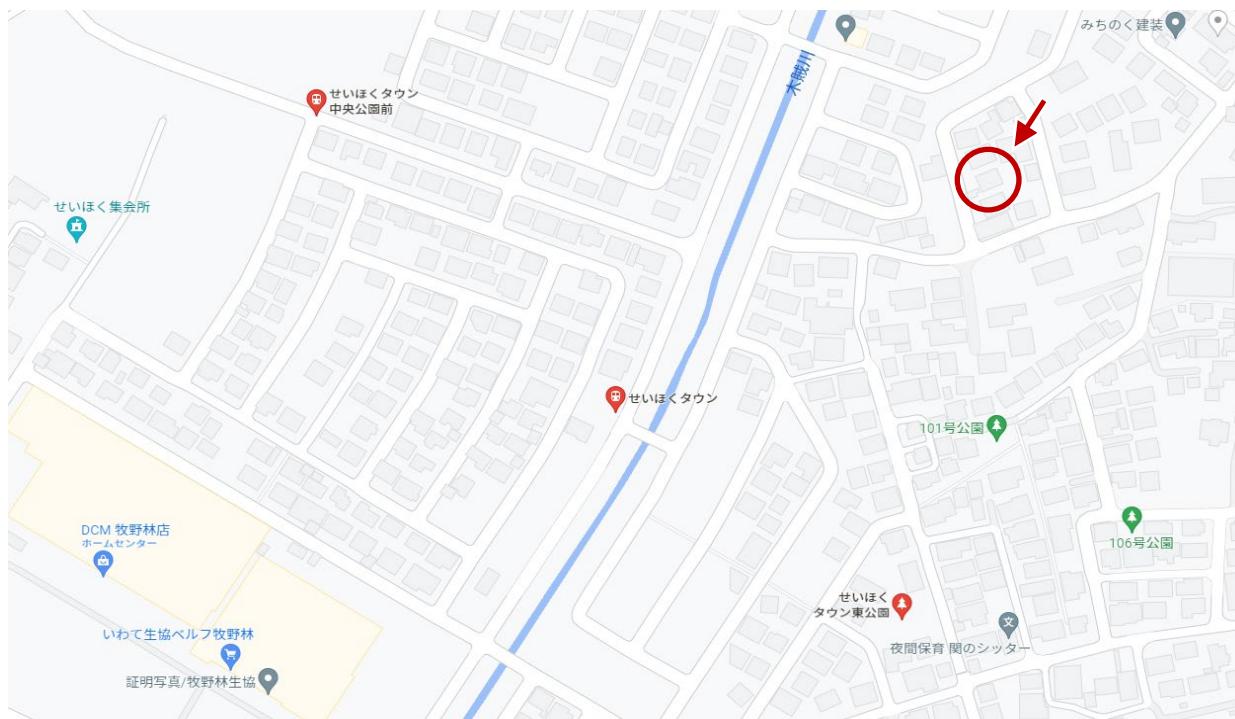 みちのく建装
木賊川
せいほくタウン
中央公園前
せいほく集会所
せいほくタウン
101号公園
DCM 牧野林店
ホームセンター
106号公園
せいほく
タウン東公園
いわて生協ベルフ牧野林
夜間保育 関のシッター
証明写真/牧野林生協
文